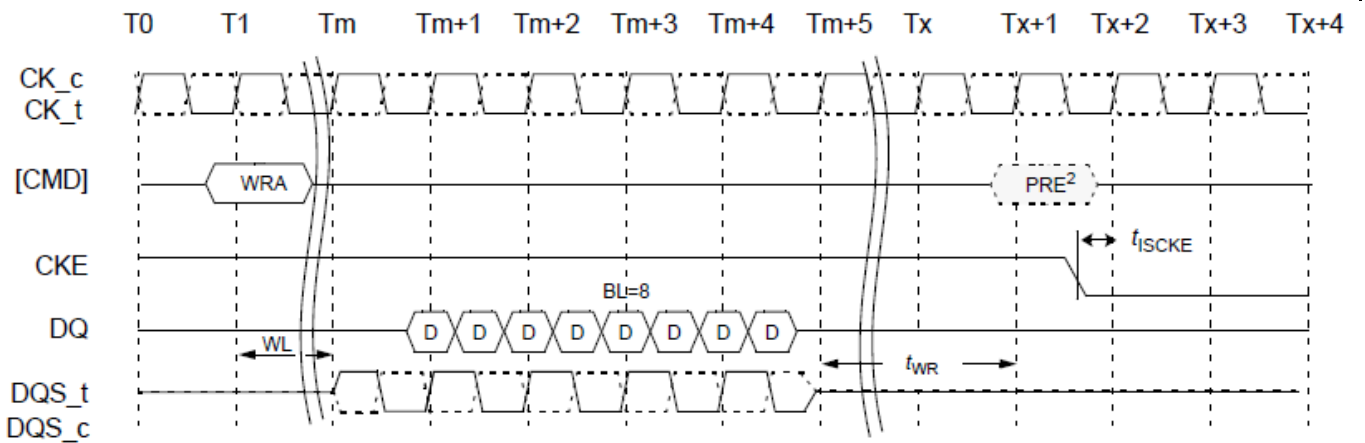 T0 T1 Tm Tm+1 Tm+2 Tm+3 Tm+4 Tm+5 Tx Tx+1 Tx+2 Tx+3 Tx+4
CK_c
CK_t
[CMD] WRA PRE2
tISCKE
CKE
BL=8
DQ D D D D D D D D
WL tWR
DQS_t
DQS_c